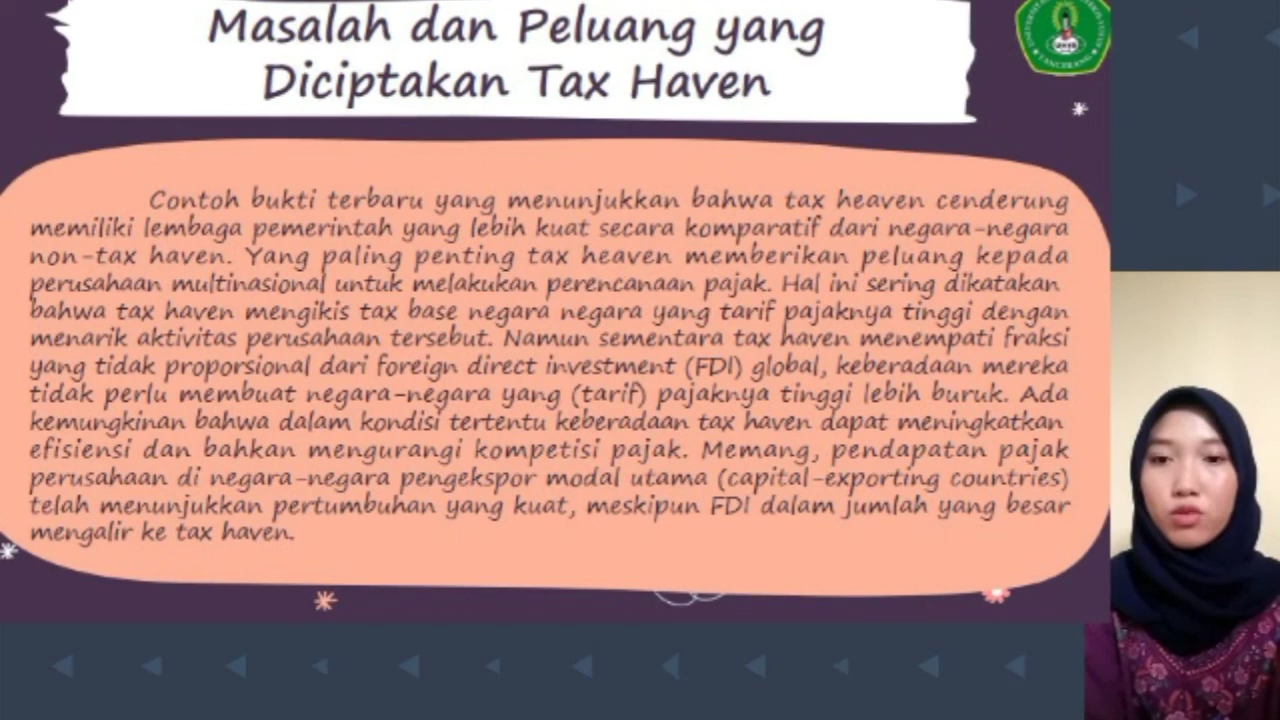 Masalah dan Peluang yang
Diciptakan Tax Haven
Contoh bukti terbaru yang menunjukkan bahwa tax heaven cenderung
memiliki lembaga pemerintah yang lebih kuat secara komparatif dari negara-negara
non-tax haven. Yang paling penting tax heaven memberikan peluang kepada
perusahaan multinasional untuk melakukan perencanaan pajak. Hal ini sering dikatakan
bahwa tax haven mengikis tax base negara negara yang tarif pajaknya tinggi dengan
menarik aktivitas perusahaan tersebut. Namun sementara tax haven menempati fraksi
yang tidak proporsional dari foreign direct investment (FDI) global, keberadaan mereka
tidak perlu membuat negara-negara yang (tarif) pajaknya tinggi lebih buruk. Ada
kemungkinan bahwa dalam kondisi tertentu keberadaan tax haven dapat meningkatkan
efisiensi dan bahkan mengurangi kompetisi pajak. Memang, pendapatan pajak
perusahaan di negara-negara pengekspor modal utama (capital-exporting countries)
telah menunjukkan pertumbuhan yang kuat, meskipun FDI dalam jumlah yang besar
mengalir ke tax haven.